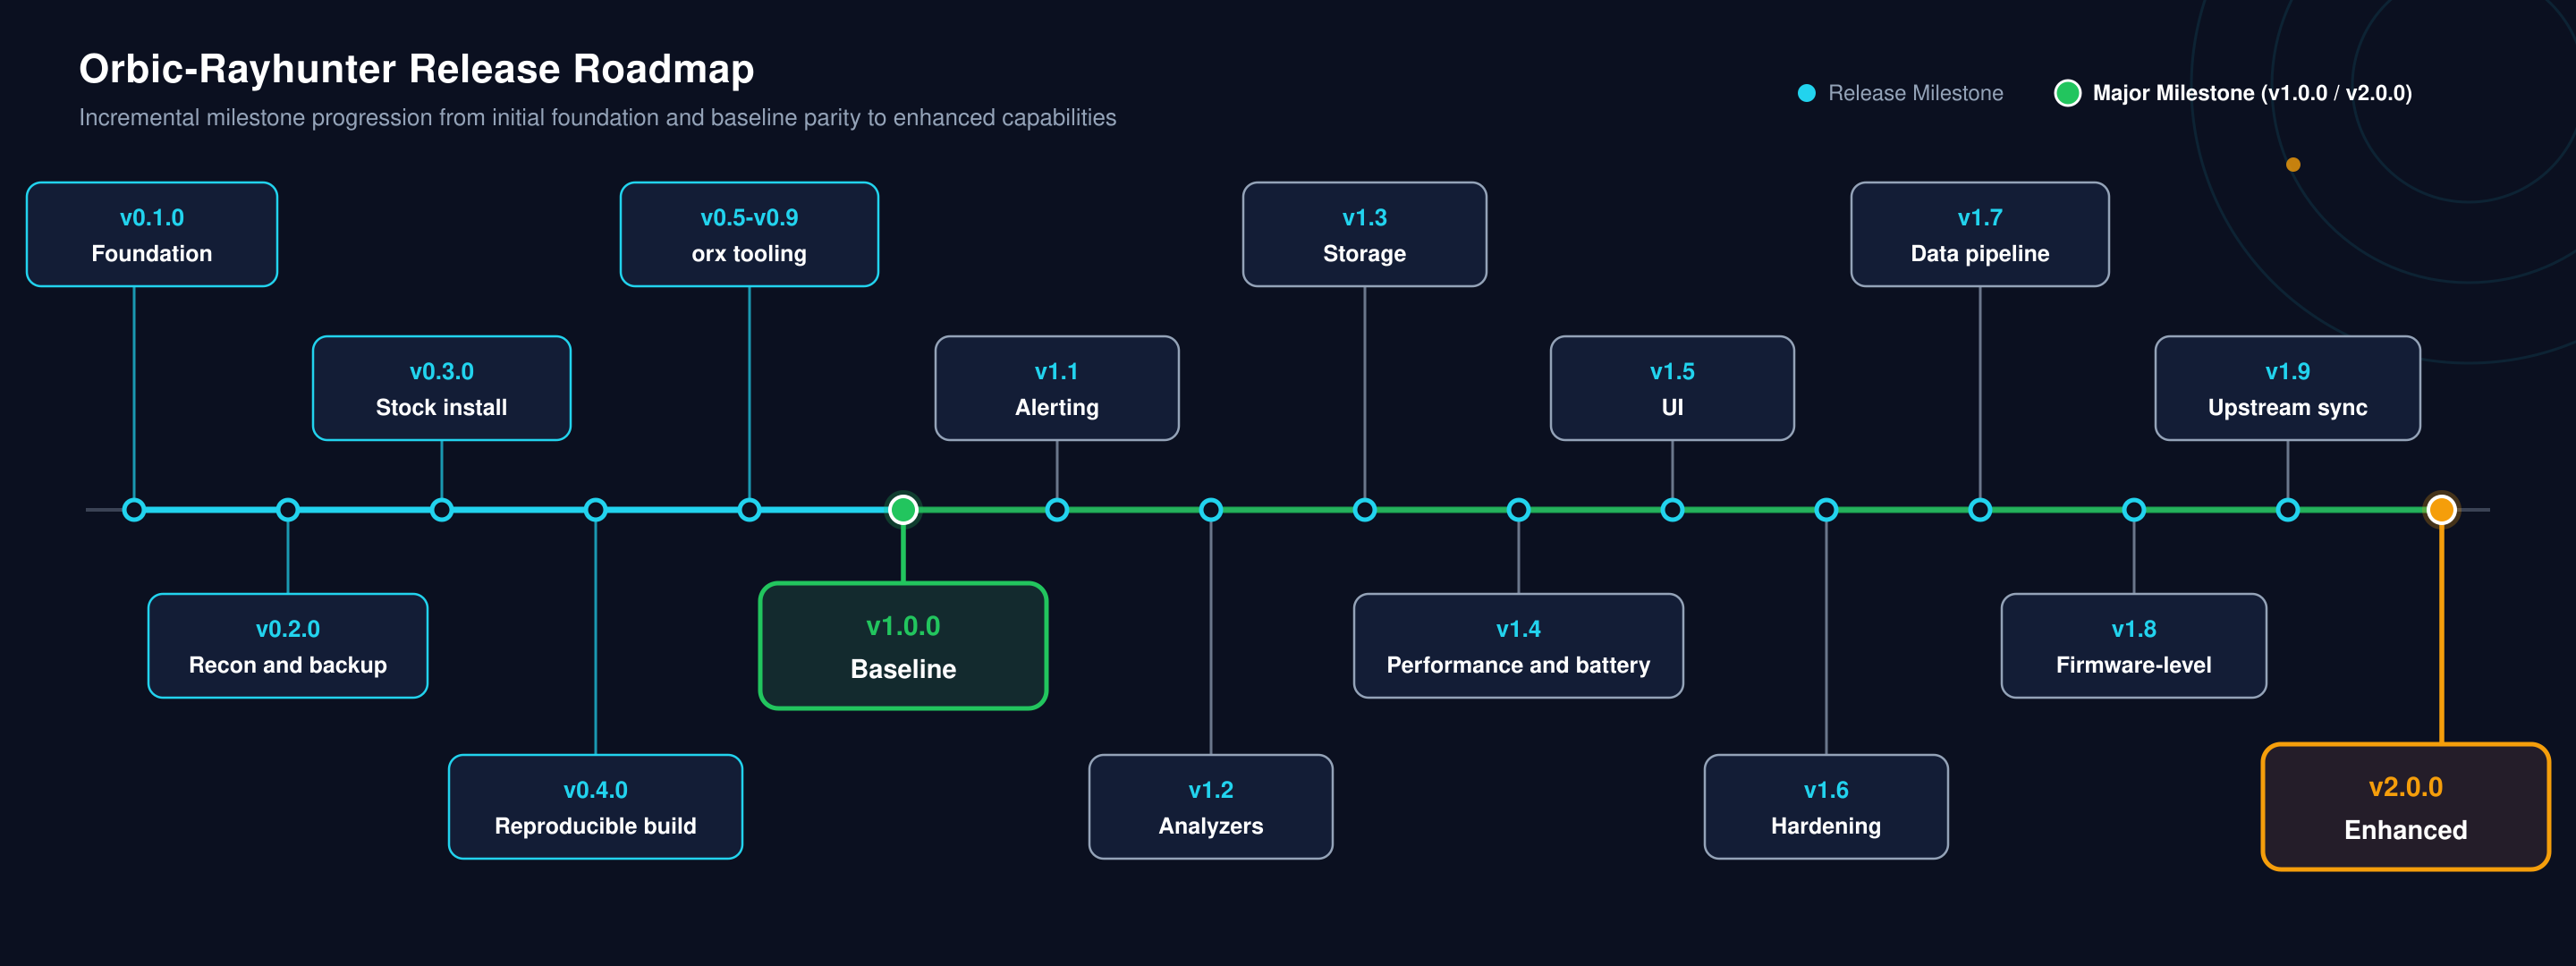 Orbic-Rayhunter Release Roadmap
Incremental milestone progression from initial foundation and baseline parity to enhanced capabilities
Release Milestone
Major Milestone (v1.0.0 / v2.0.0)
v0.1.0
Foundation
v0.2.0
Recon and backup
v0.3.0
Stock install
v0.4.0
Reproducible build
v0.5-v0.9
orx tooling
v1.0.0
Baseline
v1.1
Alerting
v1.2
Analyzers
v1.3
Storage
v1.4
Performance and battery
v1.5
UI
v1.6
Hardening
v1.7
Data pipeline
v1.8
Firmware-level
v1.9
Upstream sync
v2.0.0
Enhanced